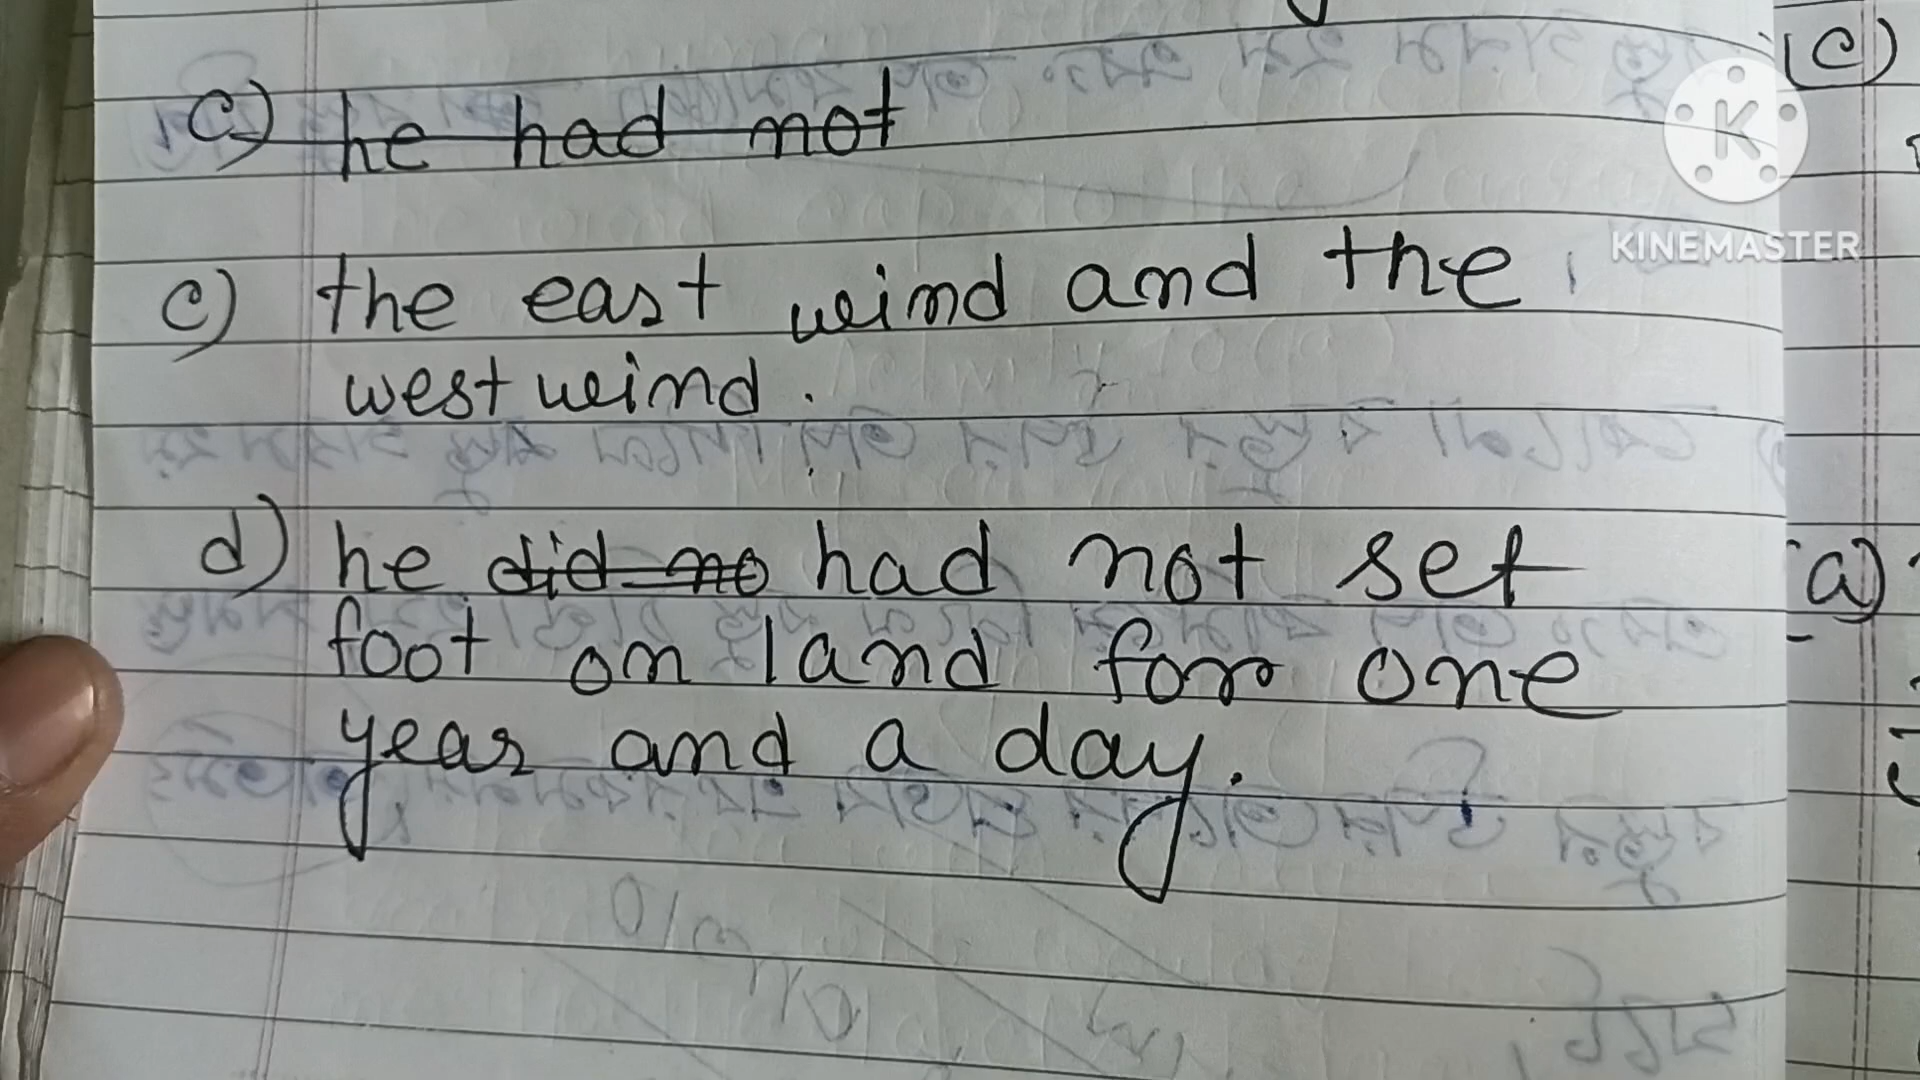 c) he had not
c) the east wind and the
west wind.
d) he did no had not set
foot on land for one
year and a day.
(c)
(a)
K
KINEMASTER